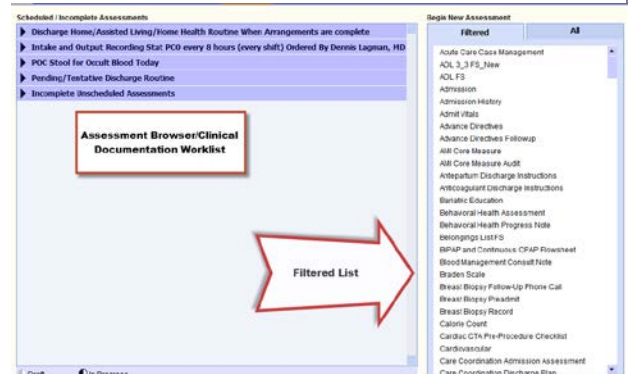 Scheduled / Incomplete Assessments
Discharge Home/Assisted Living/Home Health Routine When Arrangements are complete
Intake and Output Recording Stat PCO every 8 hours (every shift) Ordered By Dennis Lagman, MD
POC Stool for Occult Blood Today
Pending/Tentative Discharge Routine
Incomplete Unscheduled Assessments
Assessment Browser/Clinical
Documentation Worklist
Filtered List
Draft
In Progress
Begin New Assessment
Filtered
All
Acute Care Case Management
ADL 3_3 FS_New
ADL FS
Admission
Admission History
Admit Vitals
Advance Directives
Advance Directives Followup
AMI Core Measure
AMI Core Measure Audit
Antepartum Discharge Instructions
Anticoagulant Discharge Instructions
Bariatric Education
Behavioral Health Assessment
Behavioral Health Progress Note
Belongings List FS
BIPAP and Continuous CPAP Flowsheet
Blood Management Consult Note
Braden Scale
Breast Biopsy Follow-Up Phone Call
Breast Biopsy Preadmit
Breast Biopsy Record
Calorie Count
Cardiac CTA Pre-Procedure Checklist
Cardiovascular
Care Coordination Admission Assessment
Care Coordination Discharge Plan